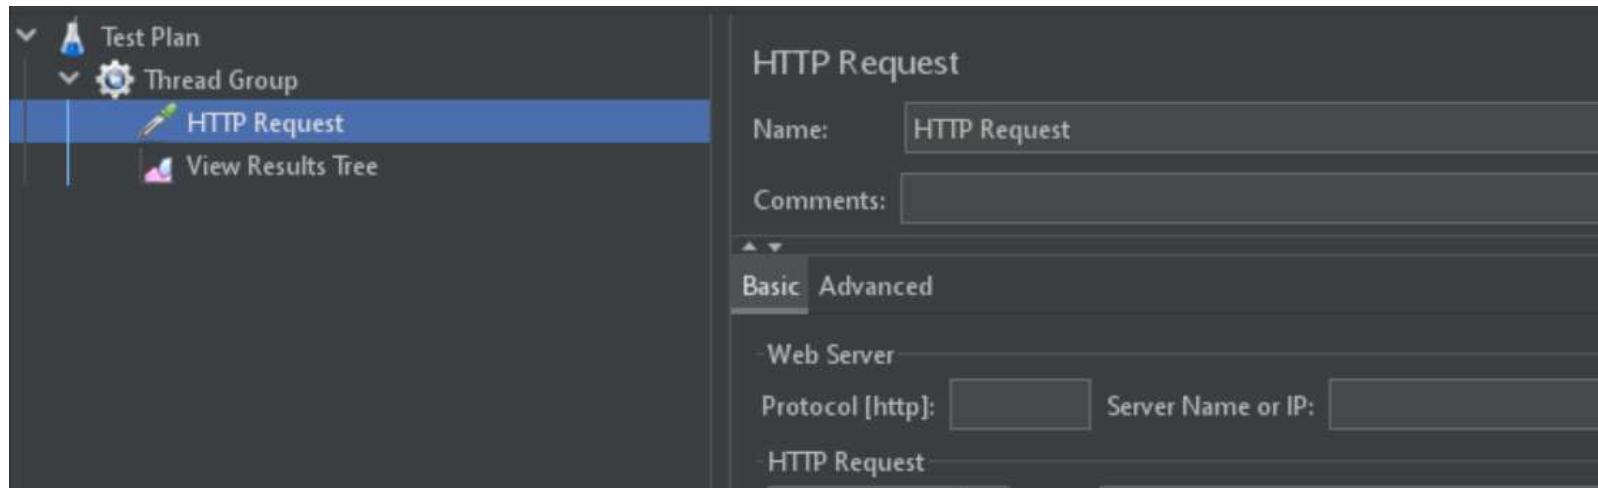 Test Plan
Thread Group
HTTP Request
View Results Tree
HTTP Request
Name: HTTP Request
Comments:
Basic Advanced
Web Server
Protocol [http]: Server Name or IP:
HTTP Request